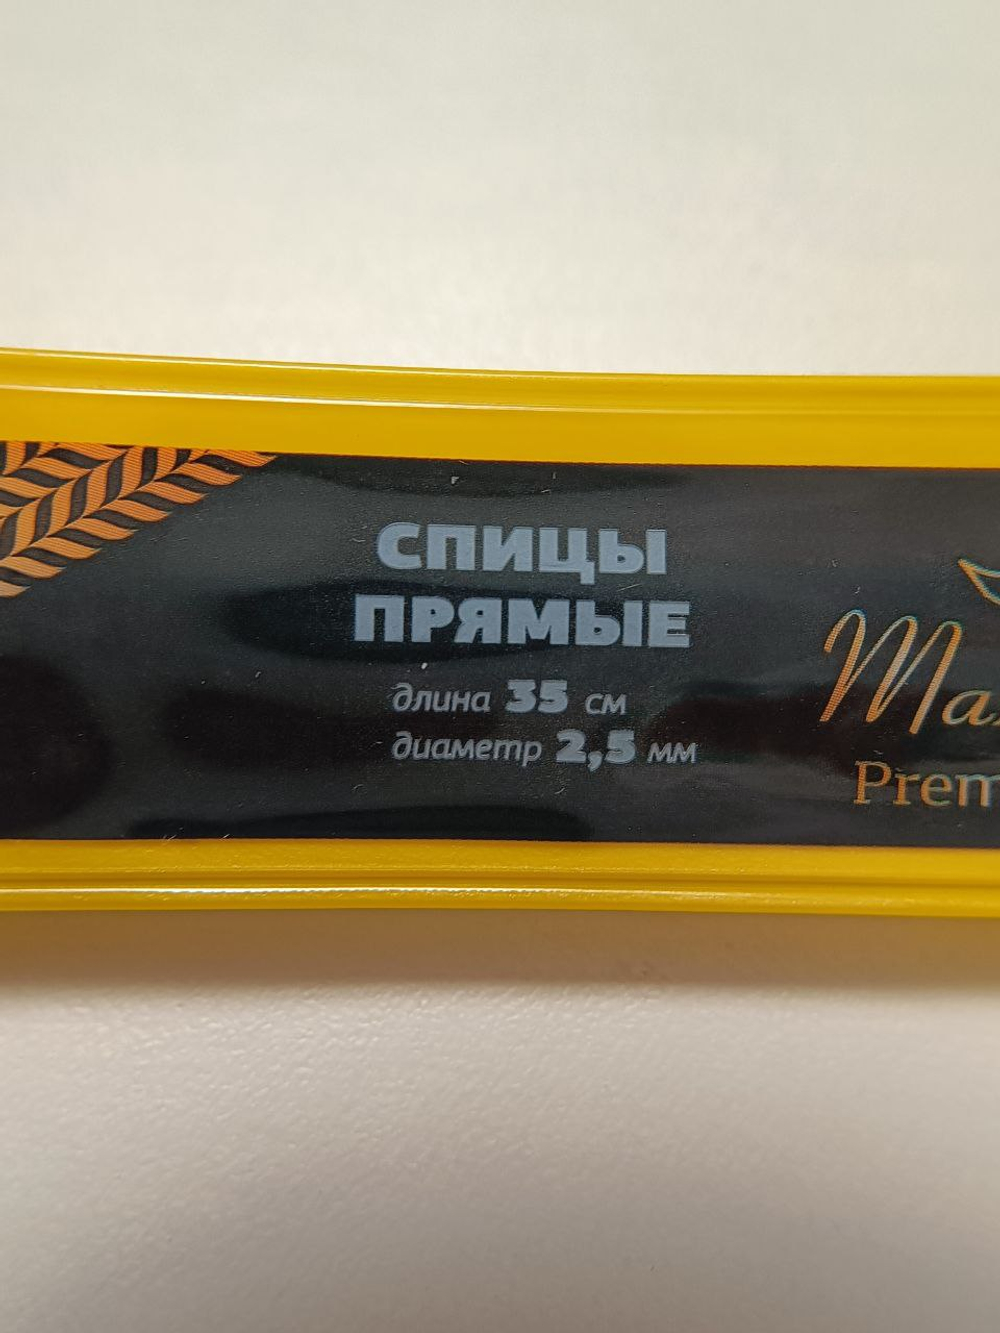 СПИЦЫ
ПРЯМЫЕ
длина 35 см
диаметр 2,5 мм